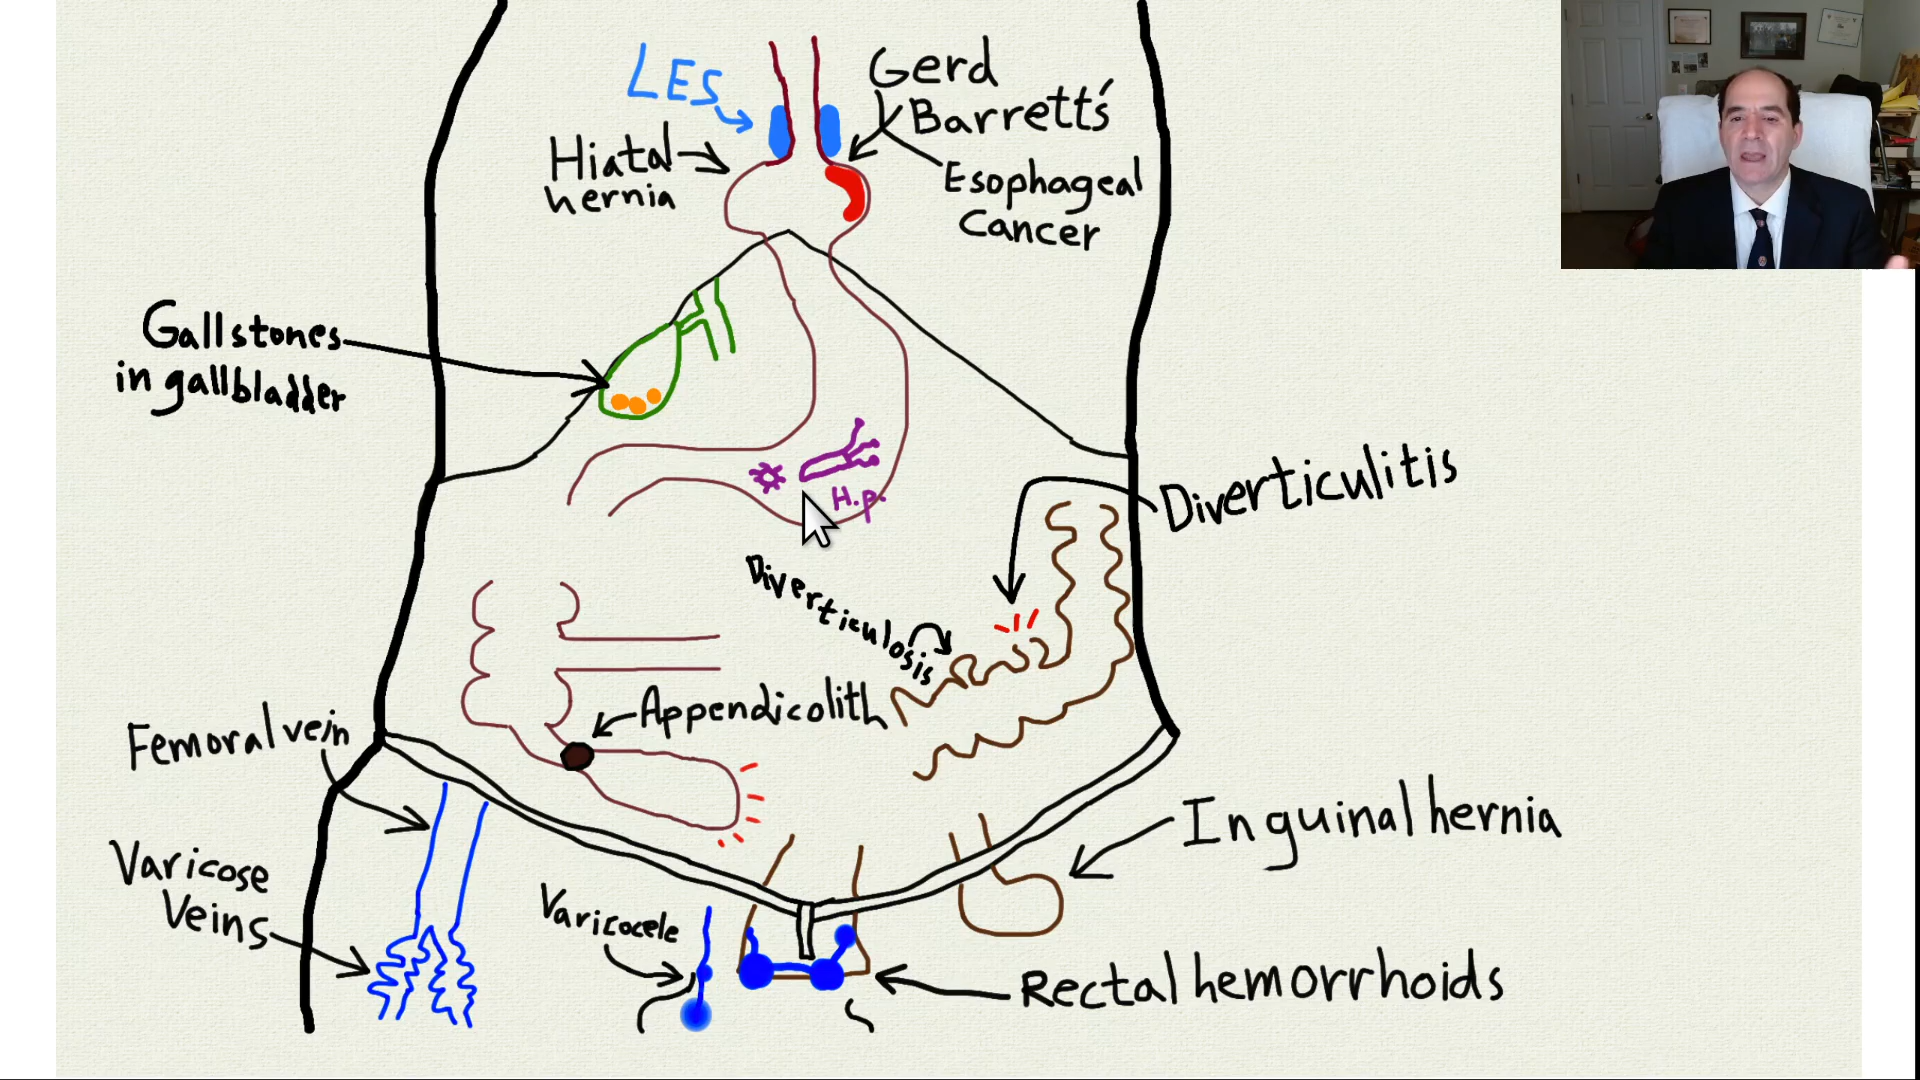 LES
Gerd
Barrett's
Esophageal
Cancer
Hiatal
hernia
Gallstones
in gallbladder
H.p.
Diverticulitis
Diverticulosis
Appendicolith
Femoral vein
Varicose
Veins
Varicocele
Inguinal hernia
Rectal hemorrhoids